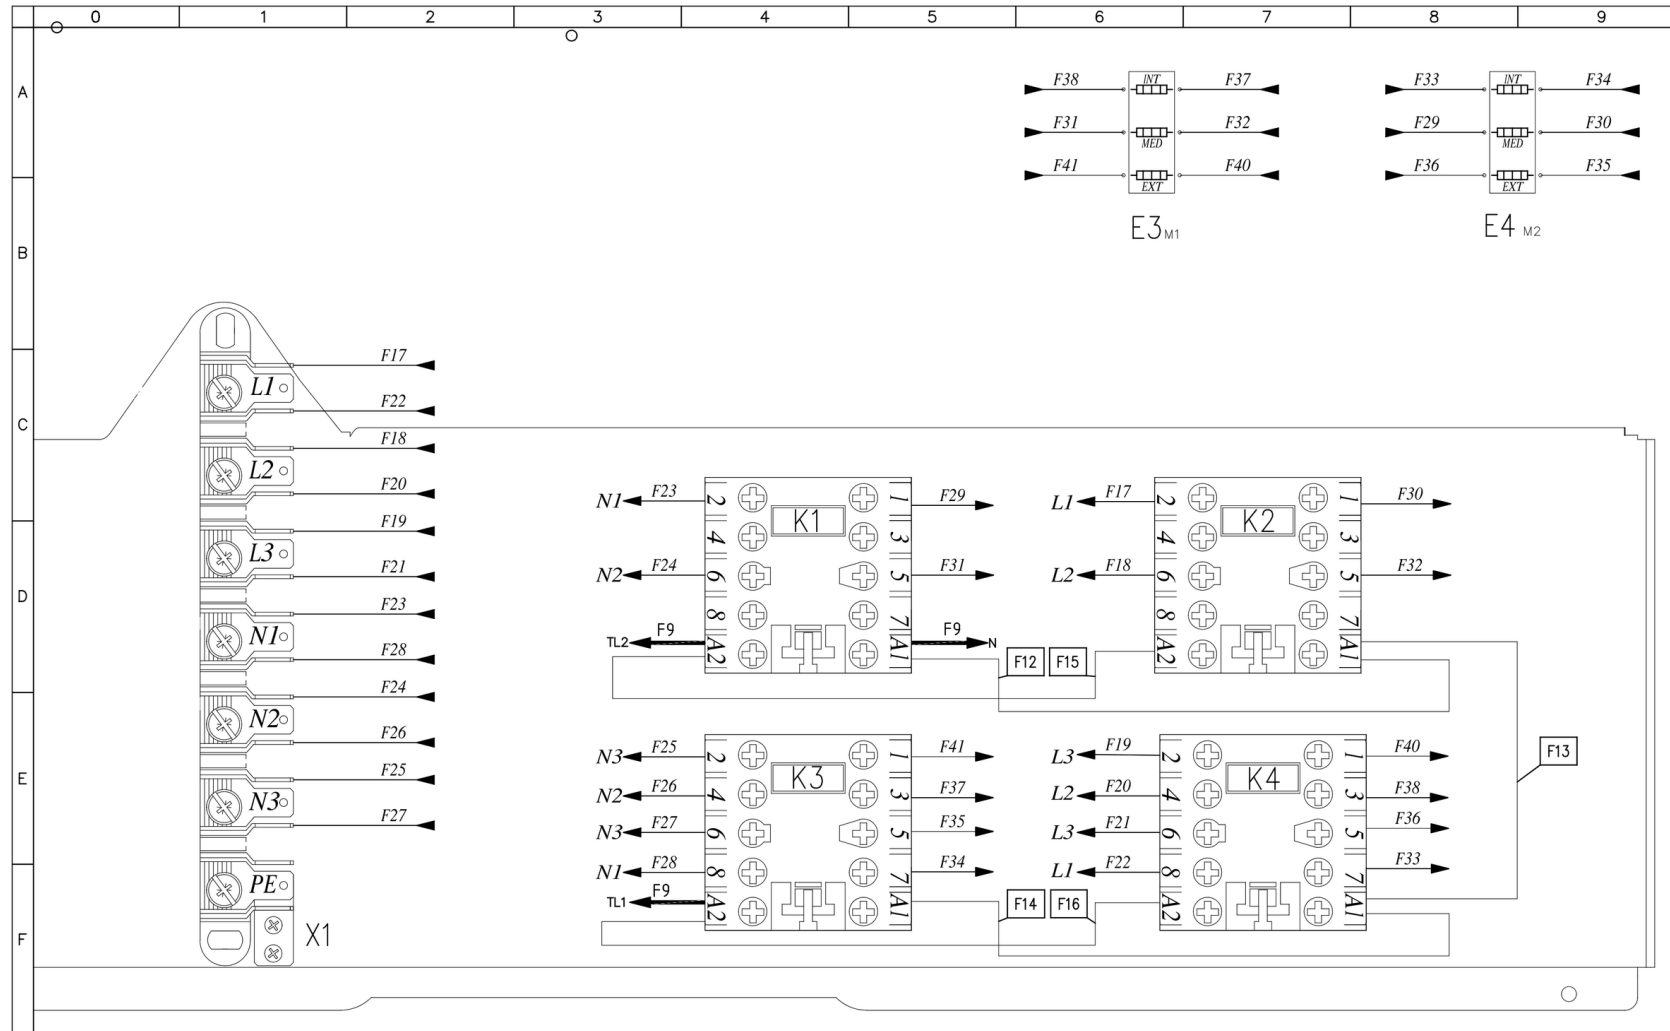 0 1 2 3 4 5 6 7 8 9
A
F38 INT F37 F33 INT F34
F31 MED F32 F29 MED F30
F41 EXT F40 F36 EXT F35
E3 M1 E4 M2
B
F17
L1
F22
C
F18
L2
F20
F19
L3
F21
D
F23
N1
F28
F24
N2
F26
F25
N3
F27
PE
X1
N1 F23 2 1 F29
K1
4 3
N2 F24 6 5 F31
8 7
TL2 F9 A2 A1 F9 N
L1 F17 2 1 F30
K2
4 3
L2 F18 6 5 F32
8 7
A2 A1
F12 F15
E
N3 F25 2 1 F41
K3
N2 F26 4 3 F37
N3 F27 6 5 F35
N1 F28 8 7 F34
TL1 F9 A2 A1
L3 F19 2 1 F40
K4
L2 F20 4 3 F38
L3 F21 6 5 F36
L1 F22 8 7 F33
A2 A1
F13
F14 F16
F